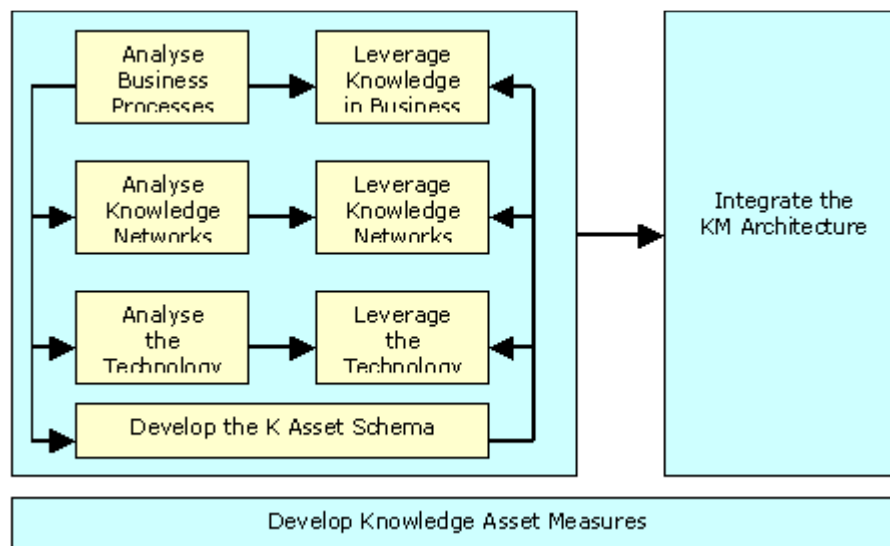 Analyse
Business
Processes
Leverage
Knowledge
in Business
Analyse
Knowledge
Networks
Leverage
Knowledge
Networks
Analyse
the
Technology
Leverage
the
Technology
Develop the K Asset Schema
Integrate the
KM Architecture
Develop Knowledge Asset Measures